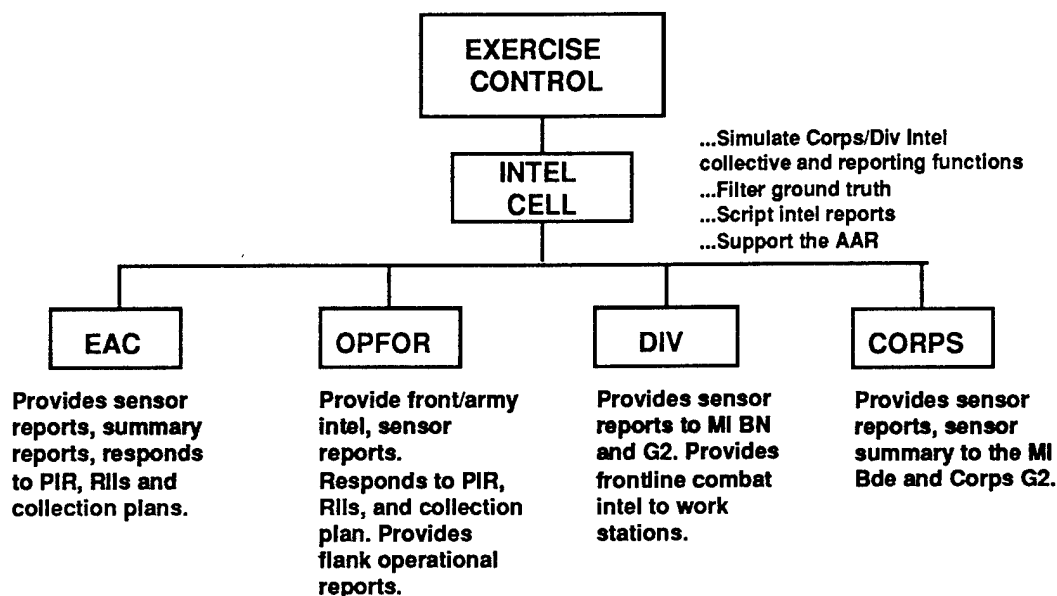 EXERCISE
CONTROL
INTEL
CELL
...Simulate Corps/Div Intel
collective and reporting functions
...Filter ground truth
...Script intel reports
...Support the AAR
EAC
Provides sensor
reports, summary
reports, responds
to PIR, RIIs and
collection plans.
OPFOR
Provide front/army
intel, sensor
reports.
Responds to PIR,
RIIs, and collection
plan. Provides
flank operational
reports.
DIV
Provides sensor
reports to MI BN
and G2. Provides
frontline combat
intel to work
stations.
CORPS
Provides sensor
reports, sensor
summary to the MI
Bde and Corps G2.